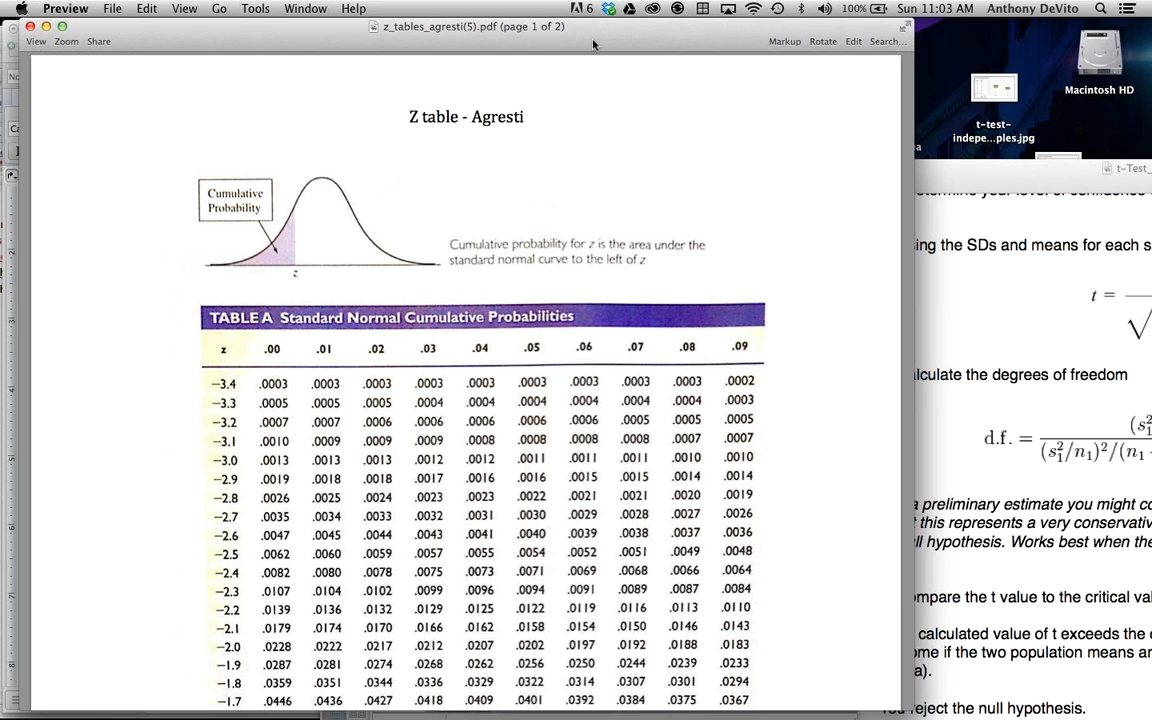 Preview File Edit View Go Tools Window Help 6 100% Sun 11:03 AM Anthony DeVito
z_tables_agresti(5).pdf (page 1 of 2)
View Zoom Share Markup Rotate Edit Search...
Macintosh HD
t-test-
indepe...ples.jpg
t-Test_
Z table - Agresti
Cumulative
Probability
z
Cumulative probability for z is the area under the
standard normal curve to the left of z
TABLE A Standard Normal Cumulative Probabilities
z .00 .01 .02 .03 .04 .05 .06 .07 .08 .09
−3.4 .0003 .0003 .0003 .0003 .0003 .0003 .0003 .0003 .0003 .0002
−3.3 .0005 .0005 .0005 .0004 .0004 .0004 .0004 .0004 .0004 .0003
−3.2 .0007 .0007 .0006 .0006 .0006 .0006 .0006 .0005 .0005 .0005
−3.1 .0010 .0009 .0009 .0009 .0008 .0008 .0008 .0008 .0007 .0007
−3.0 .0013 .0013 .0013 .0012 .0012 .0011 .0011 .0011 .0010 .0010
−2.9 .0019 .0018 .0018 .0017 .0016 .0016 .0015 .0015 .0014 .0014
−2.8 .0026 .0025 .0024 .0023 .0023 .0022 .0021 .0021 .0020 .0019
−2.7 .0035 .0034 .0033 .0032 .0031 .0030 .0029 .0028 .0027 .0026
−2.6 .0047 .0045 .0044 .0043 .0041 .0040 .0039 .0038 .0037 .0036
−2.5 .0062 .0060 .0059 .0057 .0055 .0054 .0052 .0051 .0049 .0048
−2.4 .0082 .0080 .0078 .0075 .0073 .0071 .0069 .0068 .0066 .0064
−2.3 .0107 .0104 .0102 .0099 .0096 .0094 .0091 .0089 .0087 .0084
−2.2 .0139 .0136 .0132 .0129 .0125 .0122 .0119 .0116 .0113 .0110
−2.1 .0179 .0174 .0170 .0166 .0162 .0158 .0154 .0150 .0146 .0143
−2.0 .0228 .0222 .0217 .0212 .0207 .0202 .0197 .0192 .0188 .0183
−1.9 .0287 .0281 .0274 .0268 .0262 .0256 .0250 .0244 .0239 .0233
−1.8 .0359 .0351 .0344 .0336 .0329 .0322 .0314 .0307 .0301 .0294
−1.7 .0446 .0436 .0427 .0418 .0409 .0401 .0392 .0384 .0375 .0367
ing the SDs and means for each s
t =
√
alculate the degrees of freedom
(s₁²
d.f. =
(s₁²/n₁)²/(n₁
a preliminary estimate you might co
t this represents a very conservativ
ll hypothesis. Works best when the
mpare the t value to the critical val
calculated value of t exceeds the
ome if the two population means ar
a).
You reject the null hypothesis.